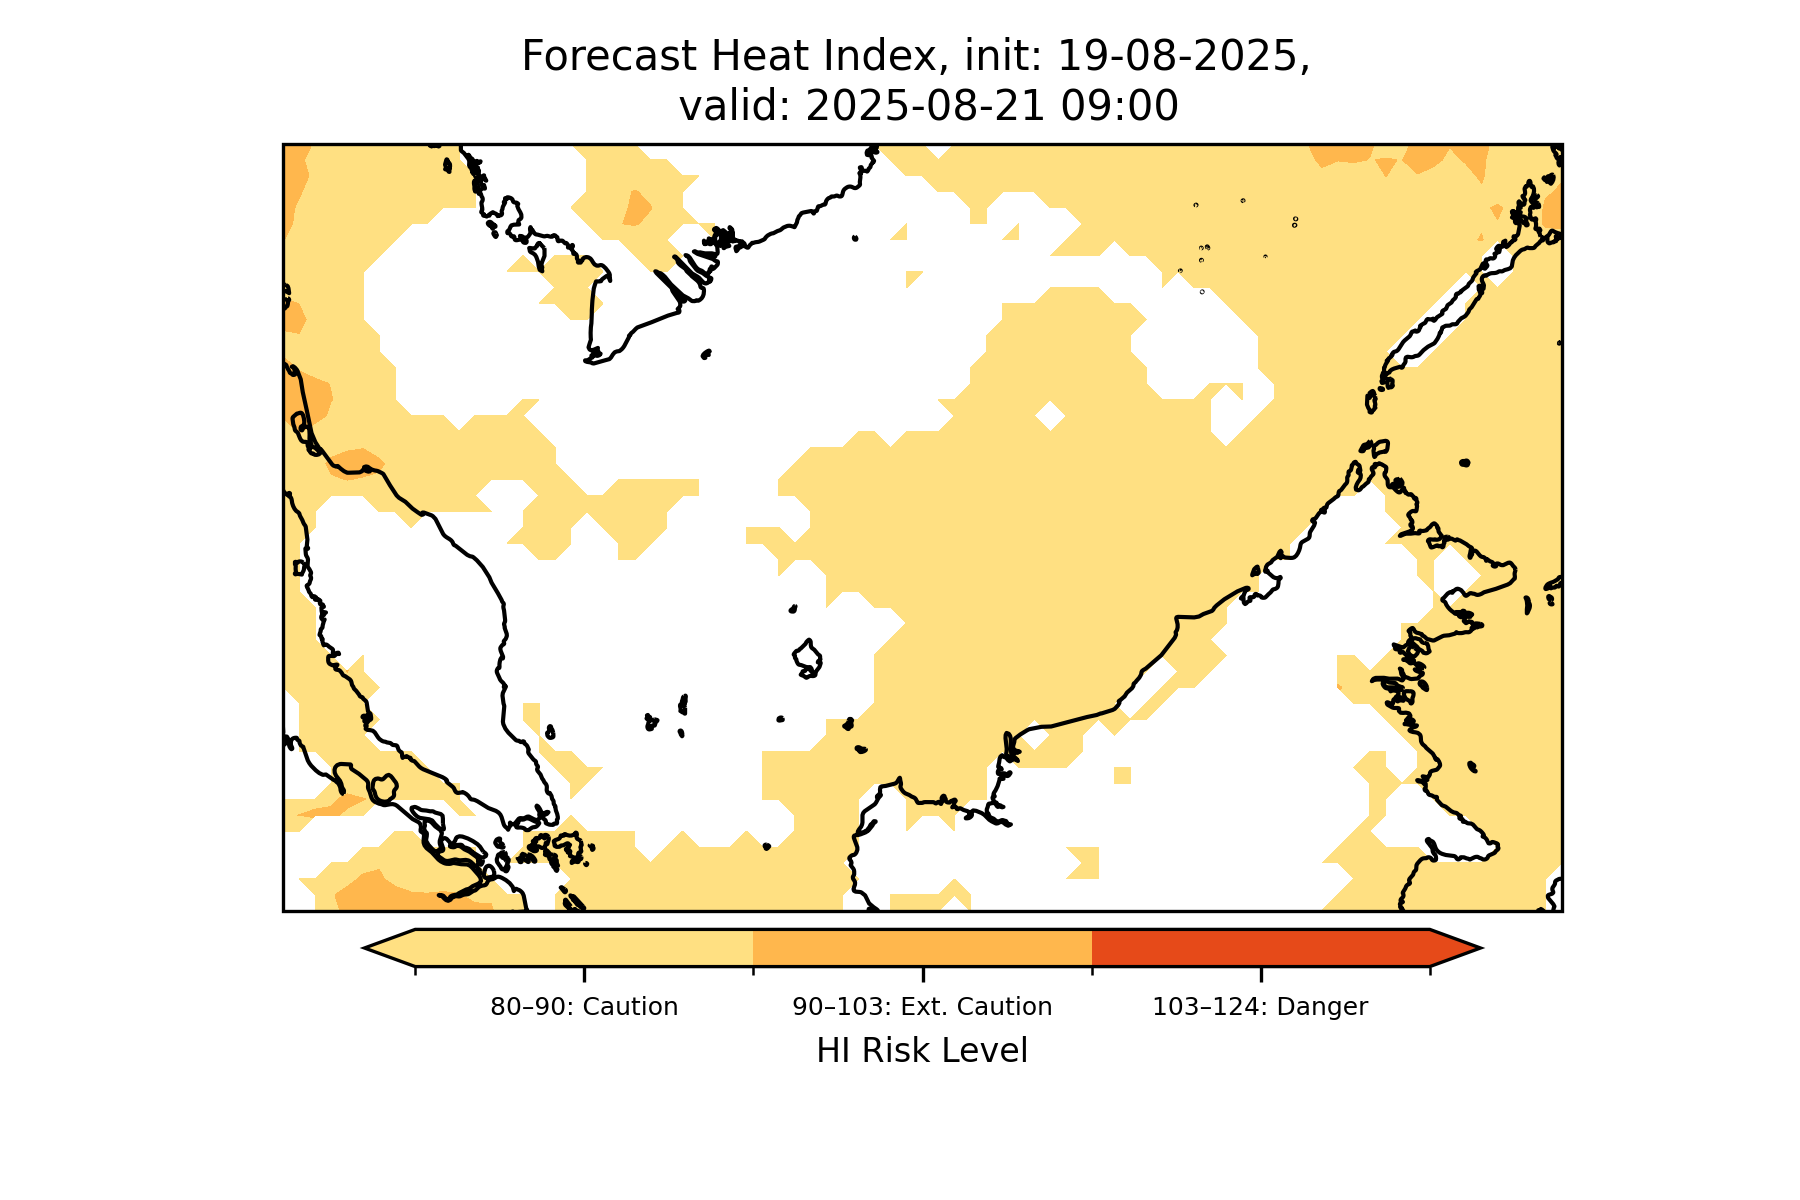 Forecast Heat Index, init: 19-08-2025,
valid: 2025-08-21 09:00
80–90: Caution
90–103: Ext. Caution
103–124: Danger
HI Risk Level